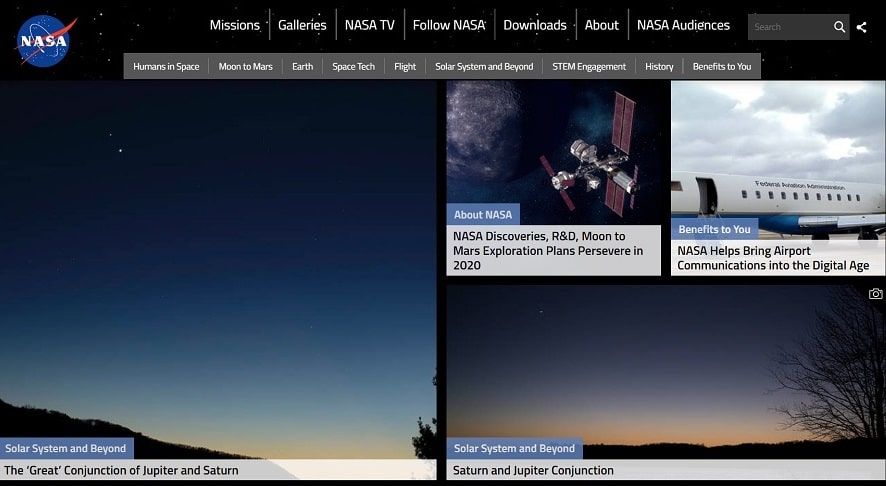 NASA
Missions
Galleries
NASA TV
Follow NASA
Downloads
About
NASA Audiences
Search
Humans in Space
Moon to Mars
Earth
Space Tech
Flight
Solar System and Beyond
STEM Engagement
History
Benefits to You
Solar System and Beyond
The ‘Great’ Conjunction of Jupiter and Saturn
About NASA
NASA Discoveries, R&D, Moon to
Mars Exploration Plans Persevere in
2020
Federal Aviation Administration
Benefits to You
NASA Helps Bring Airport
Communications into the Digital Age
Solar System and Beyond
Saturn and Jupiter Conjunction